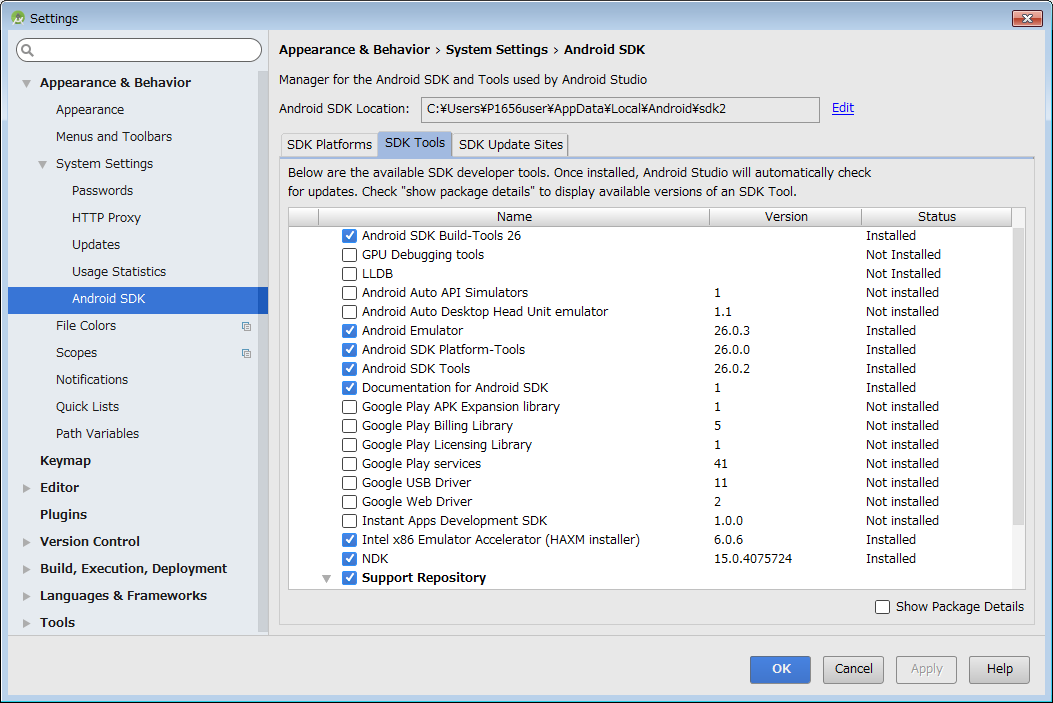 Settings
Appearance & Behavior
Appearance
Menus and Toolbars
System Settings
Passwords
HTTP Proxy
Updates
Usage Statistics
Android SDK
File Colors
Scopes
Notifications
Quick Lists
Path Variables
Keymap
Editor
Plugins
Version Control
Build, Execution, Deployment
Languages & Frameworks
Tools
Appearance & Behavior › System Settings › Android SDK
Manager for the Android SDK and Tools used by Android Studio
Android SDK Location: C:¥Users¥P1656user¥AppData¥Local¥Android¥sdk2 Edit
SDK Platforms SDK Tools SDK Update Sites
Below are the available SDK developer tools. Once installed, Android Studio will automatically check
for updates. Check "show package details" to display available versions of an SDK Tool.
Name Version Status
Android SDK Build-Tools 26 Installed
GPU Debugging tools Not Installed
LLDB Not Installed
Android Auto API Simulators 1 Not installed
Android Auto Desktop Head Unit emulator 1.1 Not installed
Android Emulator 26.0.3 Installed
Android SDK Platform-Tools 26.0.0 Installed
Android SDK Tools 26.0.2 Installed
Documentation for Android SDK 1 Installed
Google Play APK Expansion library 1 Not installed
Google Play Billing Library 5 Not installed
Google Play Licensing Library 1 Not installed
Google Play services 41 Not installed
Google USB Driver 11 Not installed
Google Web Driver 2 Not installed
Instant Apps Development SDK 1.0.0 Not installed
Intel x86 Emulator Accelerator (HAXM installer) 6.0.6 Installed
NDK 15.0.4075724 Installed
Support Repository
Show Package Details
OK Cancel Apply Help